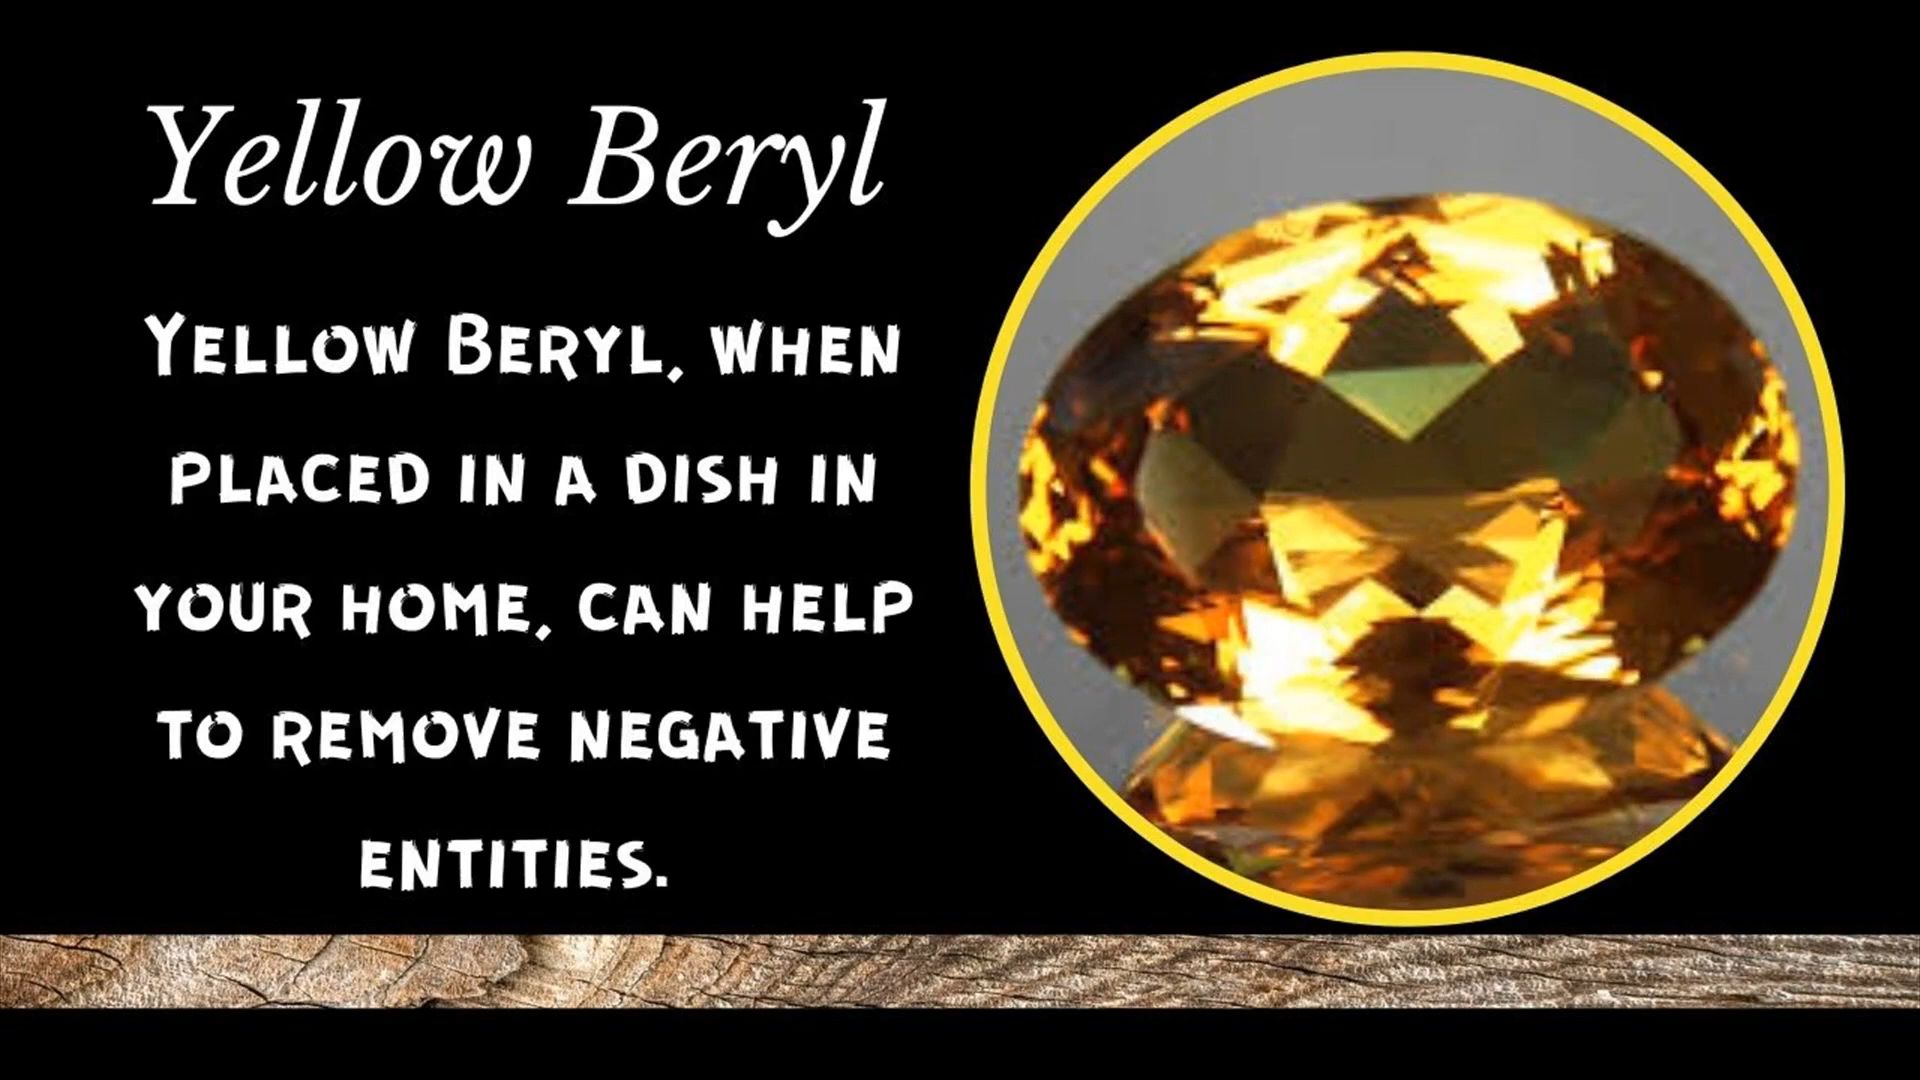 Yellow Beryl
Yellow Beryl, when
placed in a dish in
your home, can help
to remove negative
entities.